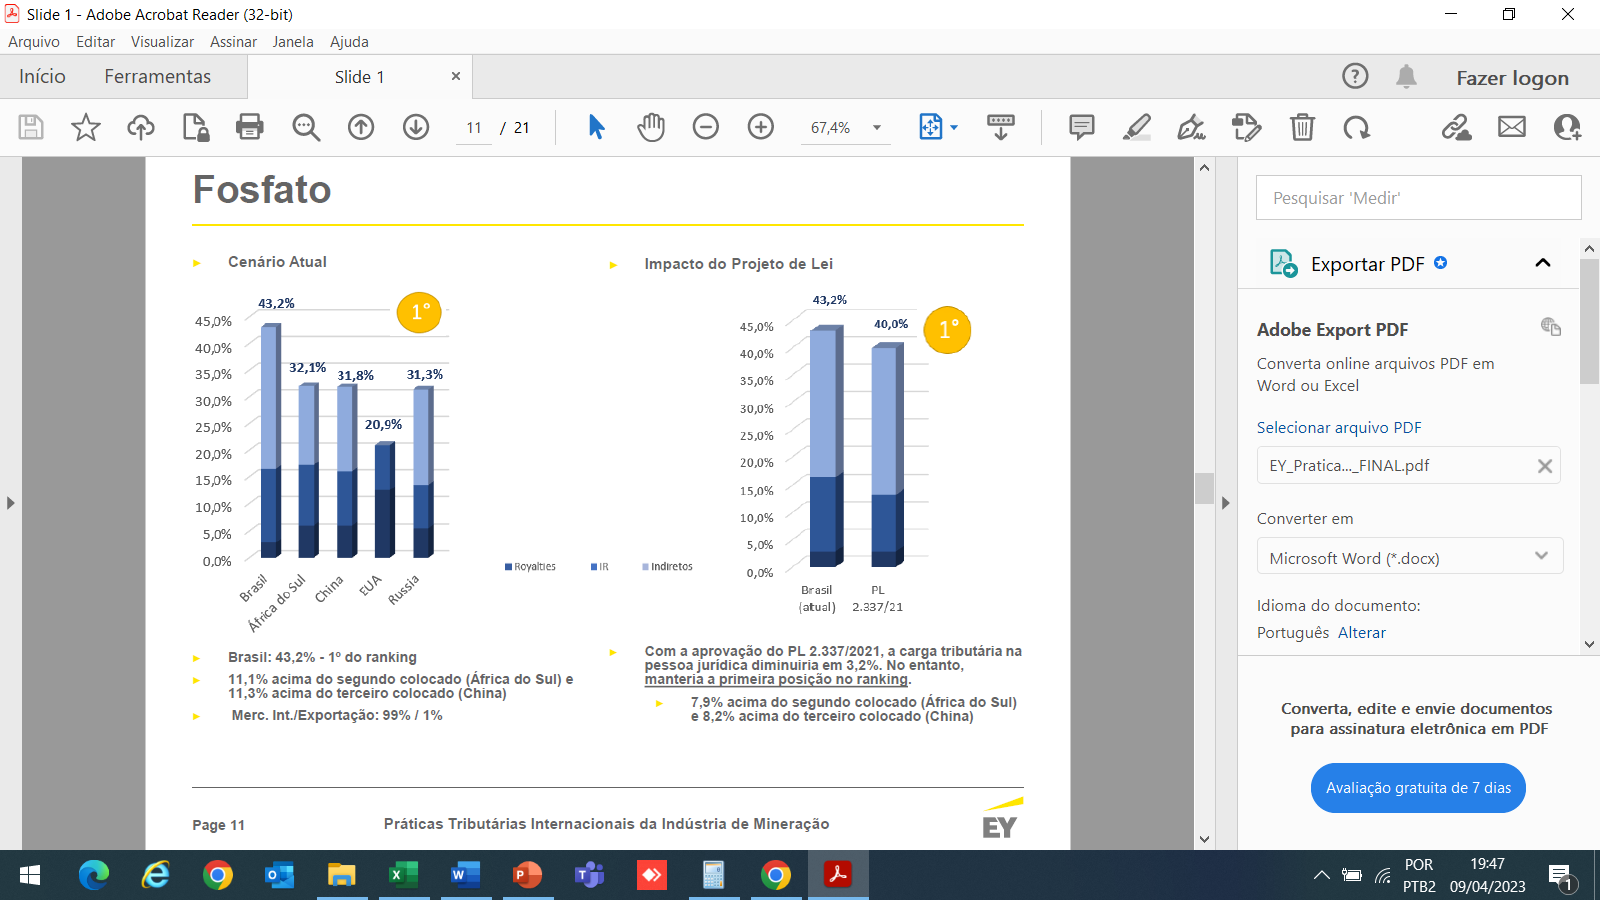 Slide 1 - Adobe Acrobat Reader (32-bit)
Arquivo Editar Visualizar Assinar Janela Ajuda
Início Ferramentas Slide 1 × Fazer logon
11 / 21 67,4%
Fosfato
Cenário Atual
43,2%
1°
45,0%
40,0%
35,0%
30,0%
25,0%
20,0%
15,0%
10,0%
5,0%
0,0%
32,1%
31,8%
20,9%
31,3%
Brasil
África do Sul
China
EUA
Russia
Royalties IR Indiretos
Brasil: 43,2% - 1º do ranking
11,1% acima do segundo colocado (África do Sul) e
11,3% acima do terceiro colocado (China)
Merc. Int./Exportação: 99% / 1%
Impacto do Projeto de Lei
43,2%
40,0%
1°
45,0%
40,0%
35,0%
30,0%
25,0%
20,0%
15,0%
10,0%
5,0%
0,0%
Brasil
(atual)
PL
2.337/21
Com a aprovação do PL 2.337/2021, a carga tributária na
pessoa jurídica diminuiria em 3,2%. No entanto,
manteria a primeira posição no ranking.
7,9% acima do segundo colocado (África do Sul)
e 8,2% acima do terceiro colocado (China)
Page 11 Práticas Tributárias Internacionais da Indústria de Mineração
EY
Pesquisar 'Medir'
Exportar PDF
Adobe Export PDF
Converta online arquivos PDF em
Word ou Excel
Selecionar arquivo PDF
EY_Pratica..._FINAL.pdf
Converter em
Microsoft Word (*.docx)
Idioma do documento:
Português Alterar
Converta, edite e envie documentos
para assinatura eletrônica em PDF
Avaliação gratuita de 7 dias
POR
PTB2
19:47
09/04/2023
1